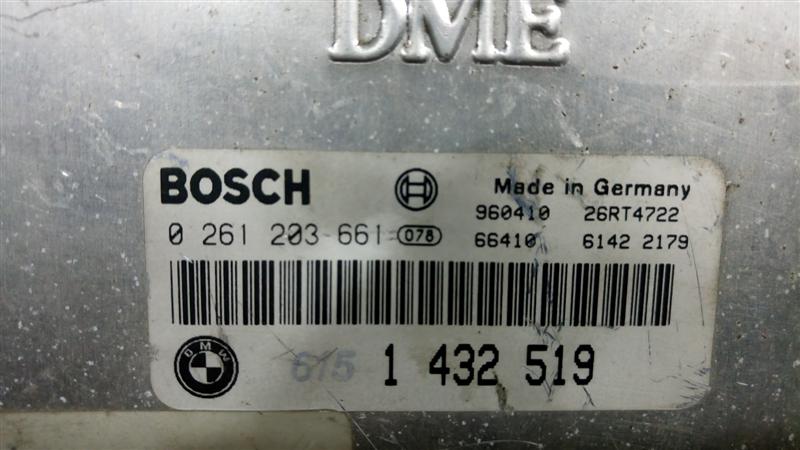 DME
BOSCH Made in Germany
0 261 203 661 078 960410 26RT4722
66410 6142 2179
BMW 615 1 432 519